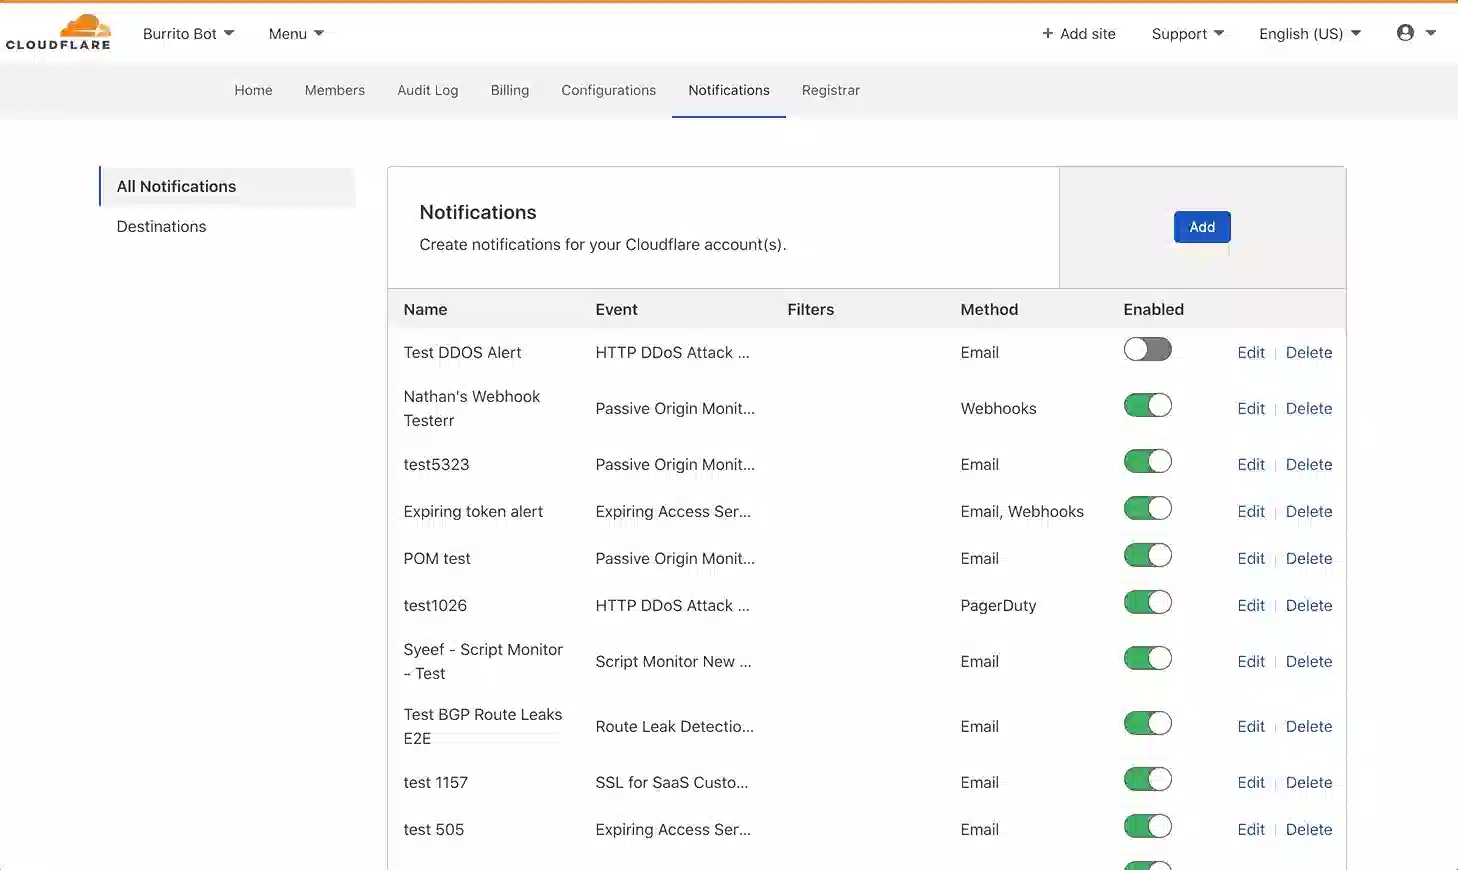 CLOUDFLARE
Burrito Bot
Menu
+ Add site
Support
English (US)
Home
Members
Audit Log
Billing
Configurations
Notifications
Registrar
All Notifications
Destinations
Notifications
Create notifications for your Cloudflare account(s).
Add
Name Event Filters Method Enabled
Test DDOS Alert HTTP DDoS Attack ... Email Edit | Delete
Nathan's Webhook
Testerr Passive Origin Monit... Webhooks Edit | Delete
test5323 Passive Origin Monit... Email Edit | Delete
Expiring token alert Expiring Access Ser... Email, Webhooks Edit | Delete
POM test Passive Origin Monit... Email Edit | Delete
test1026 HTTP DDoS Attack ... PagerDuty Edit | Delete
Syeef - Script Monitor
- Test Script Monitor New ... Email Edit | Delete
Test BGP Route Leaks
E2E Route Leak Detectio... Email Edit | Delete
test 1157 SSL for SaaS Custo... Email Edit | Delete
test 505 Expiring Access Ser... Email Edit | Delete